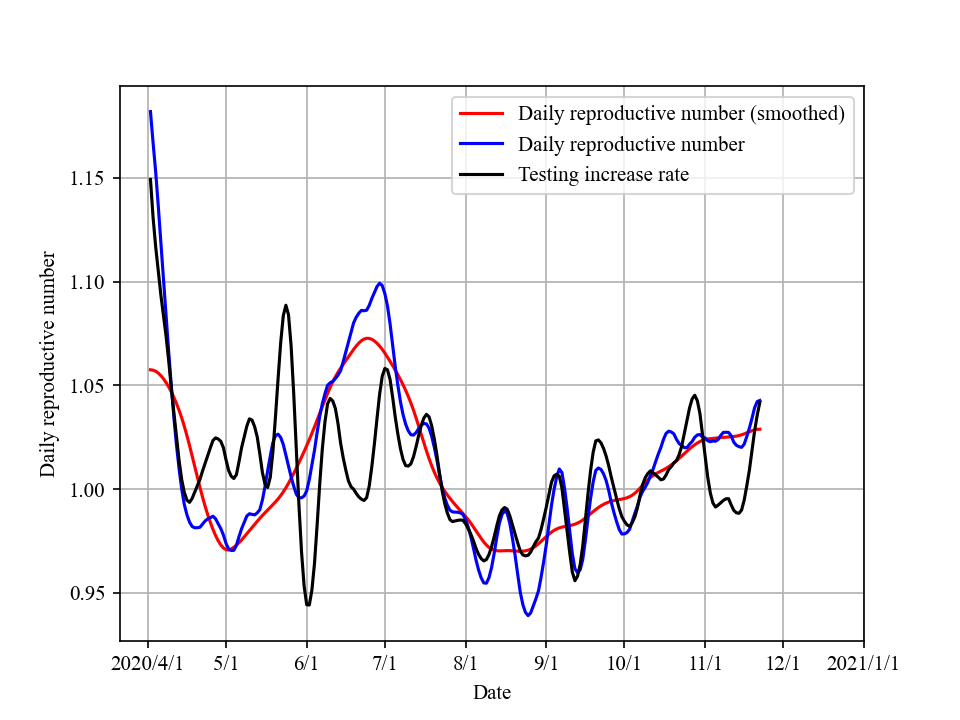 Daily reproductive number (smoothed)
Daily reproductive number
Testing increase rate
Daily reproductive number
1.15
1.10
1.05
1.00
0.95
2020/4/1 5/1 6/1 7/1 8/1 9/1 10/1 11/1 12/1 2021/1/1
Date